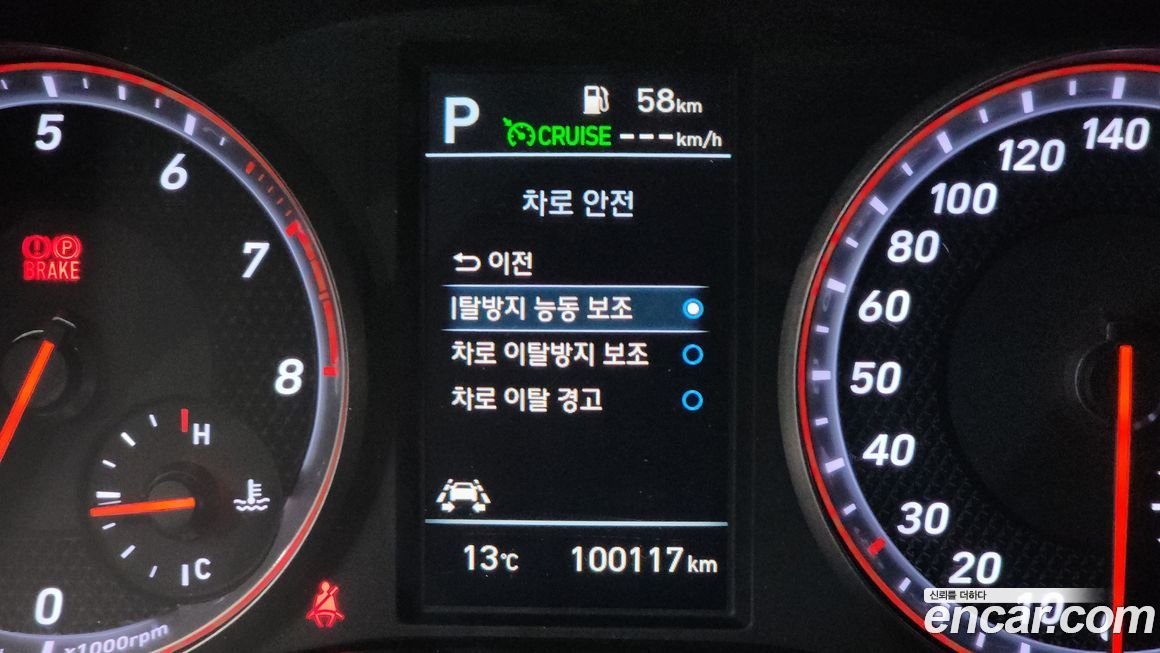 P
58km
CRUISE ---km/h
차로 안전
이전
탈방지 능동 보조
차로 이탈방지 보조
차로 이탈 경고
13℃
100117km
5
6
7
8
0
x1000rpm
P
BRAKE
H
C
140
120
100
80
60
50
40
30
20
10
신뢰를 더하다
encar.com